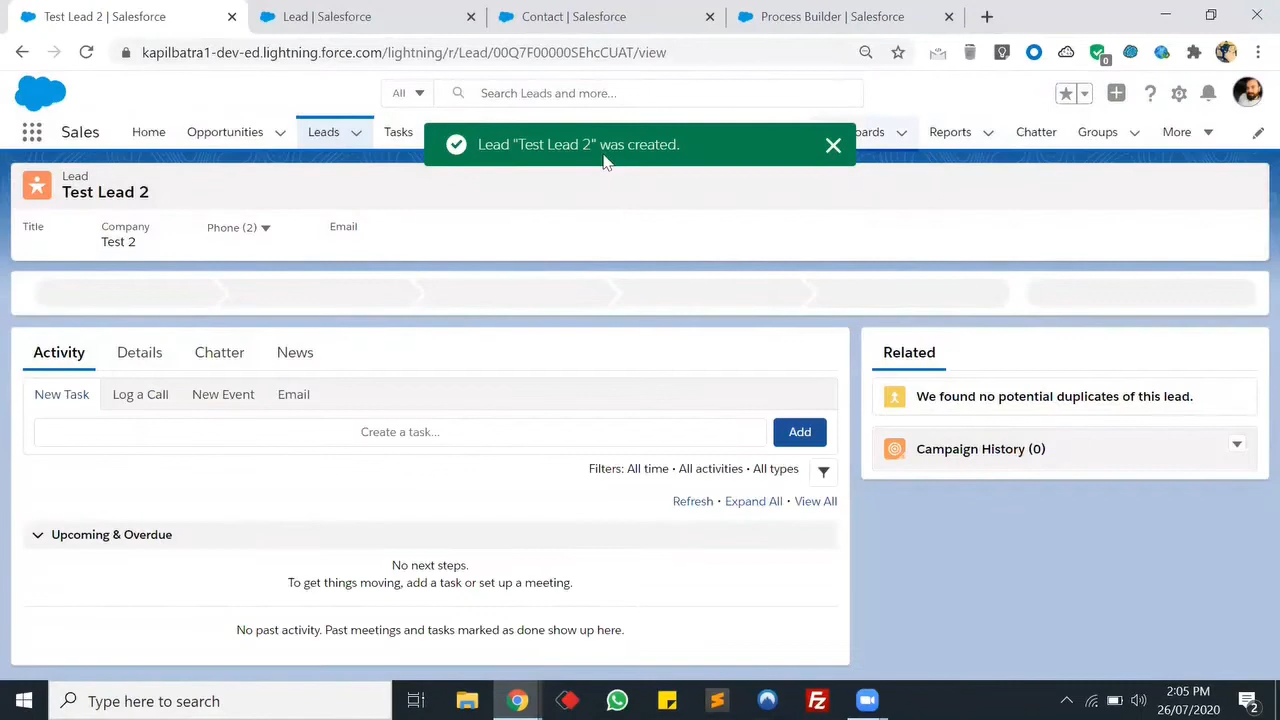 Test Lead 2 | Salesforce
Lead | Salesforce
Contact | Salesforce
Process Builder | Salesforce
kapilbatra1-dev-ed.lightning.force.com/lightning/r/Lead/00Q7F00000SEhcCUAT/view
0
All
Search Leads and more...
Sales
Home
Opportunities
Leads
Tasks
Reports
Chatter
Groups
More
Lead "Test Lead 2" was created.
Lead
Test Lead 2
Title
Company
Phone (2)
Email
Test 2
Activity
Details
Chatter
News
New Task
Log a Call
New Event
Email
Create a task...
Add
Filters: All time • All activities • All types
Refresh • Expand All • View All
Upcoming & Overdue
No next steps.
To get things moving, add a task or set up a meeting.
No past activity. Past meetings and tasks marked as done show up here.
Related
We found no potential duplicates of this lead.
Campaign History (0)
Type here to search
2:05 PM
26/07/2020
2